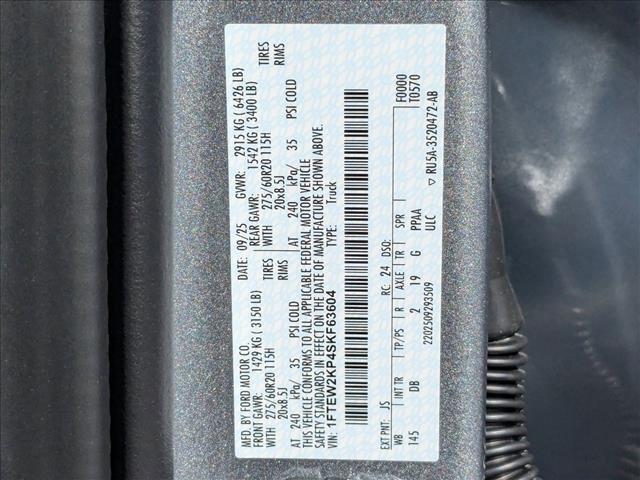 MFD. BY FORD MOTOR CO.
DATE: 09/25 GVWR: 2915 KG ( 6426 LB)
FRONT GAWR: 1429 KG ( 3150 LB) REAR GAWR: 1542 KG ( 3400 LB)
WITH 275/60R20 115H TIRES WITH 275/60R20 115H TIRES
20x8.5J RIMS 20x8.5J RIMS
AT 240 kPa/ 35 PSI COLD AT 240 kPa/ 35 PSI COLD
THIS VEHICLE CONFORMS TO ALL APPLICABLE FEDERAL MOTOR VEHICLE
SAFETY STANDARDS IN EFFECT ON THE DATE OF MANUFACTURE SHOWN ABOVE.
VIN: 1FTEW2KP4SKF63604 TYPE: Truck
F0000
T0570
EXT PNT: JS RC: 24 DSO:
WB INT TR TP/PS R AXLE TR SPR
145 DB 2 19 G PPAA
ULC
2202509293509 ▽ RU5A-3520472-AB